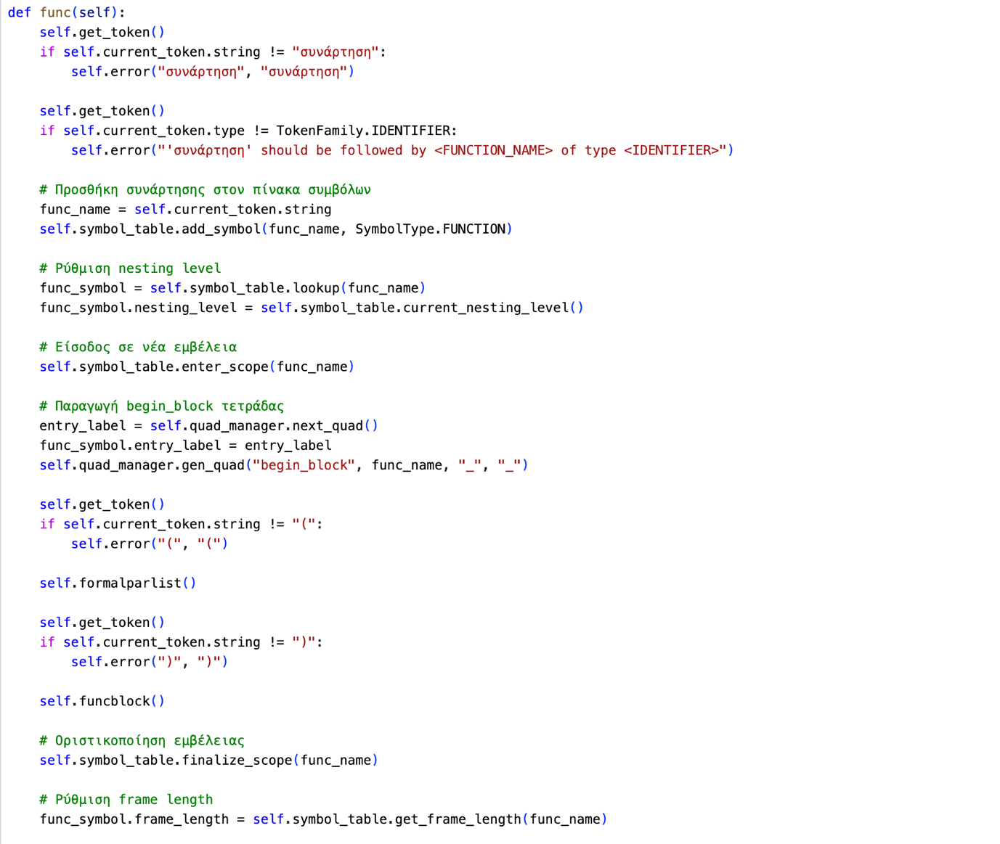 def func(self):
    self.get_token()
    if self.current_token.string != "συνάρτηση":
        self.error("συνάρτηση", "συνάρτηση")

    self.get_token()
    if self.current_token.type != TokenFamily.IDENTIFIER:
        self.error("'συνάρτηση' should be followed by <FUNCTION_NAME> of type <IDENTIFIER>")

    # Προσθήκη συνάρτησης στον πίνακα συμβόλων
    func_name = self.current_token.string
    self.symbol_table.add_symbol(func_name, SymbolType.FUNCTION)

    # Ρύθμιση nesting level
    func_symbol = self.symbol_table.lookup(func_name)
    func_symbol.nesting_level = self.symbol_table.current_nesting_level()

    # Είσοδος σε νέα εμβέλεια
    self.symbol_table.enter_scope(func_name)

    # Παραγωγή begin_block τετράδας
    entry_label = self.quad_manager.next_quad()
    func_symbol.entry_label = entry_label
    self.quad_manager.gen_quad("begin_block", func_name, "_", "_")

    self.get_token()
    if self.current_token.string != "(":
        self.error("(", "(")

    self.formalparlist()

    self.get_token()
    if self.current_token.string != ")":
        self.error(")", ")")

    self.funcblock()

    # Οριστικοποίηση εμβέλειας
    self.symbol_table.finalize_scope(func_name)

    # Ρύθμιση frame length
    func_symbol.frame_length = self.symbol_table.get_frame_length(func_name)